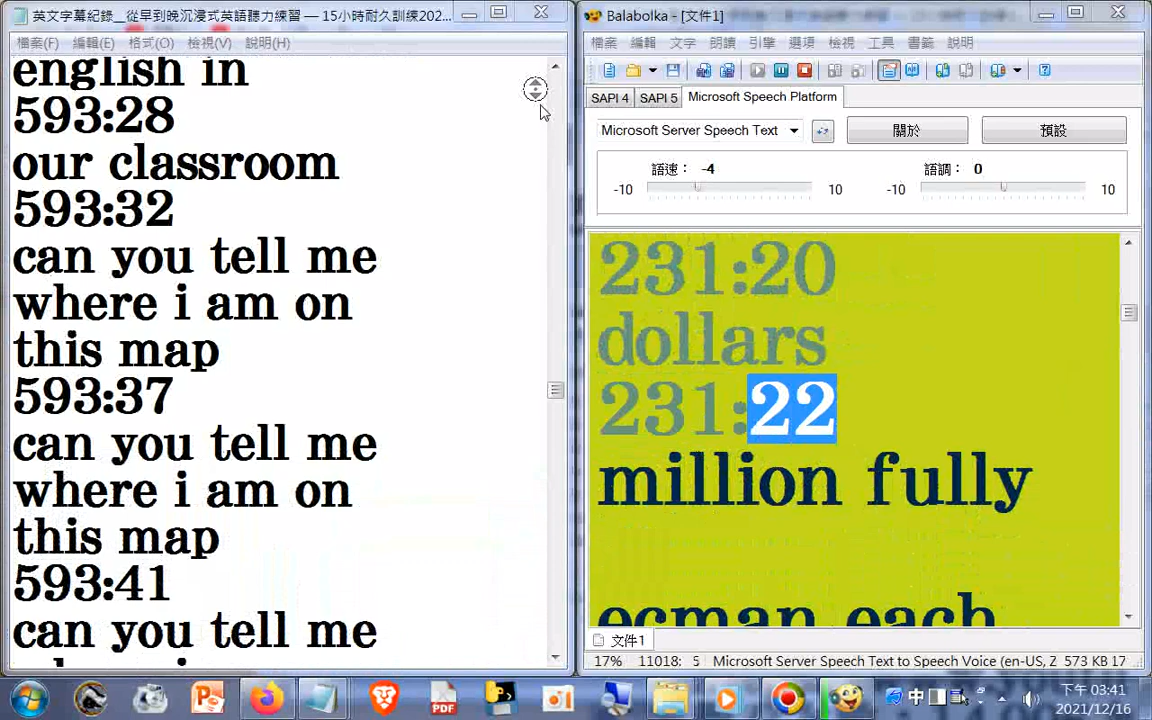 英文字幕紀錄__從早到晚沉浸式英語聽力練習 — 15小時耐久訓練202...
檔案(F) 編輯(E) 格式(O) 檢視(V) 說明(H)
english in
593:28
our classroom
593:32
can you tell me
where i am on
this map
593:37
can you tell me
where i am on
this map
593:41
can you tell me
Balabolka - [文件1]
檔案 編輯 文字 朗讀 引擎 選項 檢視 工具 書籤 說明
SAPI 4 SAPI 5 Microsoft Speech Platform
Microsoft Server Speech Text 關於 預設
語速： -4 語調： 0
-10 10 -10 10
231:20
dollars
231:22
million fully
ecman each
文件1
17% 11018: 5 Microsoft Server Speech Text to Speech Voice (en-US, Z 573 KB 17
PDF
中
下午 03:41
2021/12/16